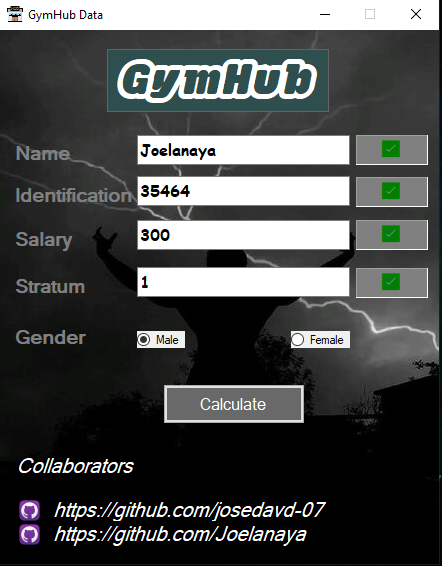 GymHub Data
GymHub
Name Joelanaya
Identification 35464
Salary 300
Stratum 1
Gender Male Female
Calculate
Collaborators
https://github.com/josedavd-07
https://github.com/Joelanaya